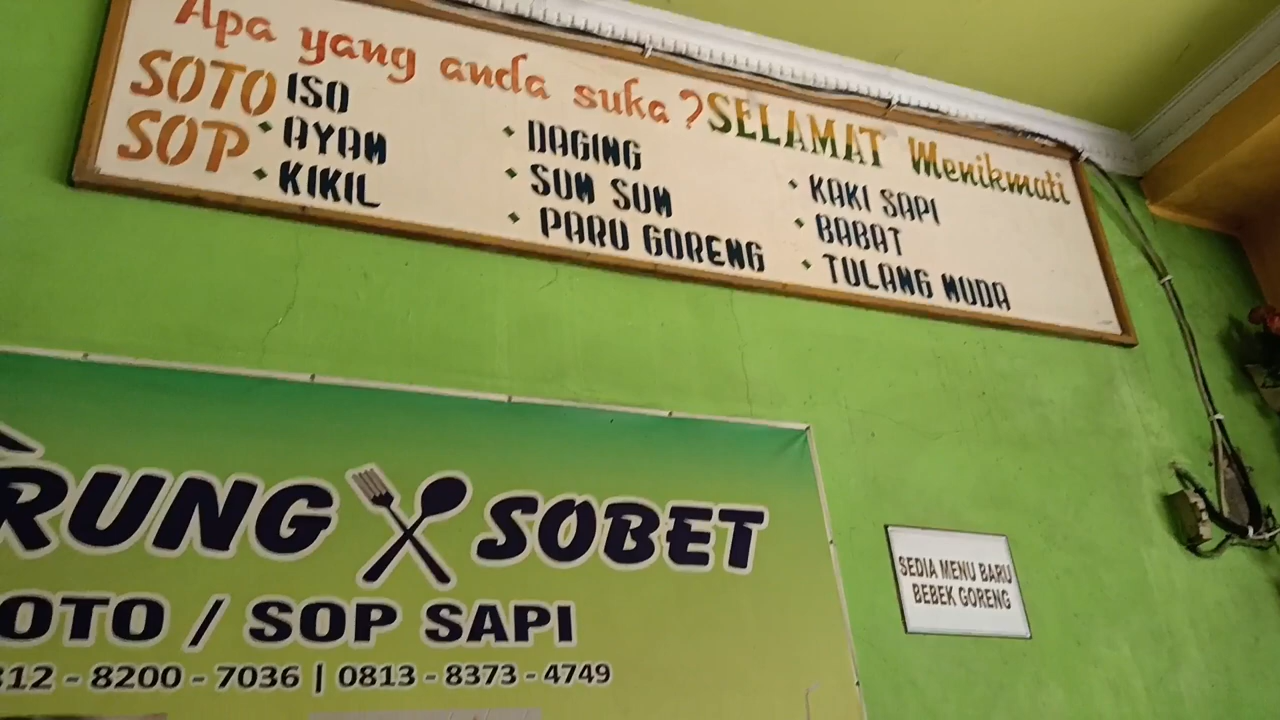 Apa yang anda suka ? SELAMAT Menikmati
SOTO ISO
SOP
• AYAM
• KIKIL
• DAGING
• SUM SUM
• PARU GORENG
• KAKI SAPI
• BABAT
• TULANG MUDA
RUNG SOBET
OTO / SOP SAPI
812 - 8200 - 7036 | 0813 - 8373 - 4749
SEDIA MENU BARU
BEBEK GORENG